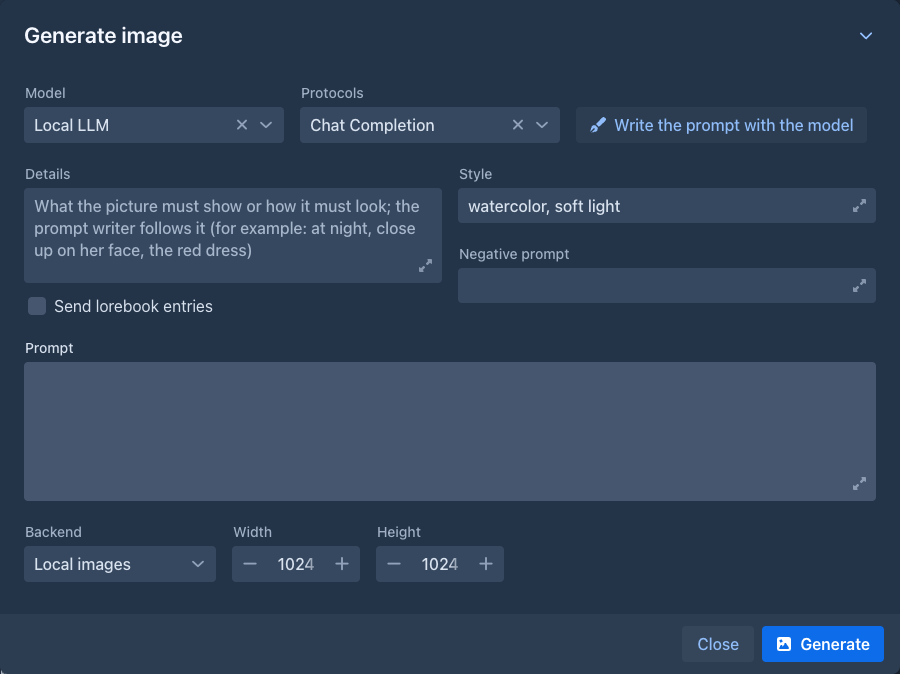 Generate image
Model
Protocols
Local LLM
Chat Completion
Write the prompt with the model
Details
Style
What the picture must show or how it must look; the
prompt writer follows it (for example: at night, close
up on her face, the red dress)
watercolor, soft light
Negative prompt
Send lorebook entries
Prompt
Backend
Width
Height
Local images
1024
1024
Close
Generate